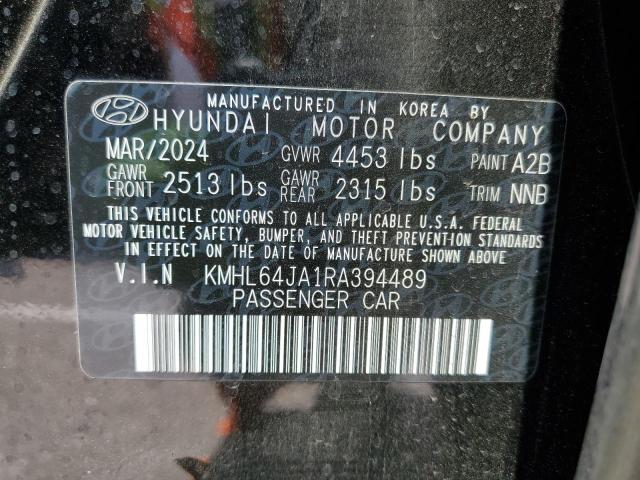 MANUFACTURED IN KOREA BY
HYUNDAI MOTOR COMPANY
MAR/2024 GVWR 4453 lbs PAINT A2B
GAWR FRONT 2513 lbs GAWR REAR 2315 lbs TRIM NNB
THIS VEHICLE CONFORMS TO ALL APPLICABLE U.S.A. FEDERAL
MOTOR VEHICLE SAFETY, BUMPER, AND THEFT PREVENTION STANDARDS
IN EFFECT ON THE DATE OF MANUFACTURE SHOWN ABOVE.
V.I.N KMHL64JA1RA394489
PASSENGER CAR